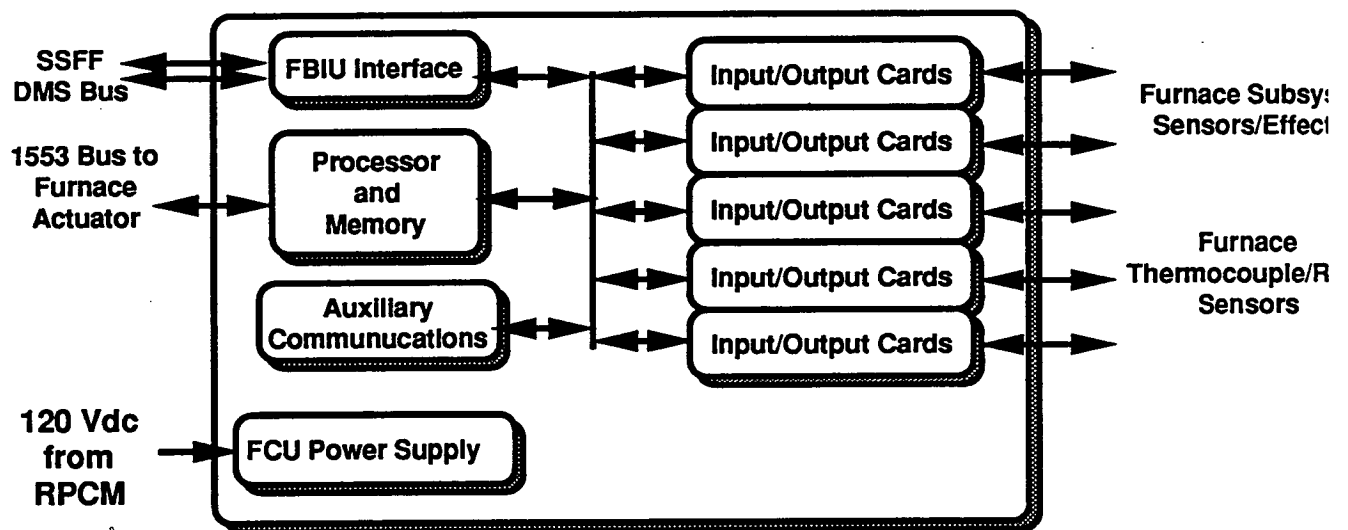 SSFF
DMS Bus
FBIU Interface
1553 Bus to
Furnace
Actuator
Processor
and
Memory
Auxiliary
Communucations
120 Vdc
from
RPCM
FCU Power Supply
Input/Output Cards
Input/Output Cards
Input/Output Cards
Input/Output Cards
Input/Output Cards
Furnace Subsy
Sensors/Effect
Furnace
Thermocouple/R
Sensors